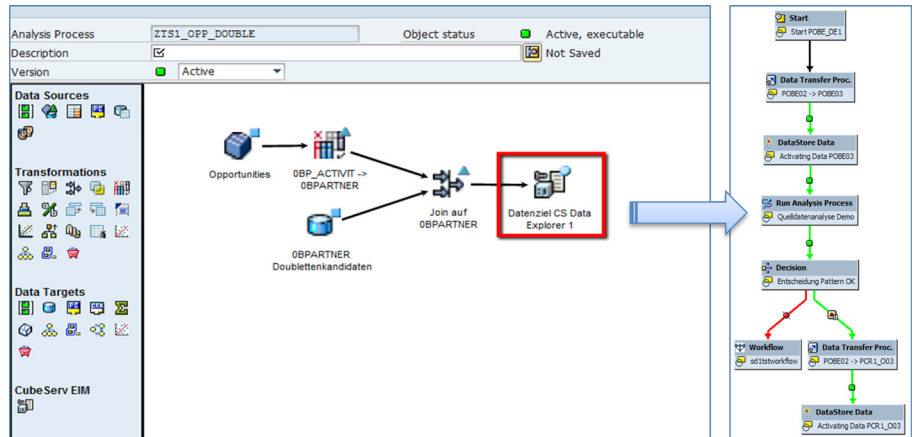 Analysis Process ZTS1_OPP_DOUBLE Object status Active, executable
Description Not Saved
Version Active
Data Sources
Transformations
Data Targets
CubeServ EIM
Opportunities
0BP_ACTIVIT ->
0BPARTNER
0BPARTNER
Doublettenkandidaten
Join auf
0BPARTNER
Datenziel CS Data
Explorer 1
Start
Start POBE_DE1
Data Transfer Proc.
POBE02 -> POBE03
DataStore Data
Activating Data POBE03
Run Analysis Process
Quelldatenanalyse Demo
Decision
Entscheidung Pattern OK
Workflow
sd1tstworkflow
Data Transfer Proc.
POBE02 -> PCR1_O03
DataStore Data
Activating Data PCR1_O03